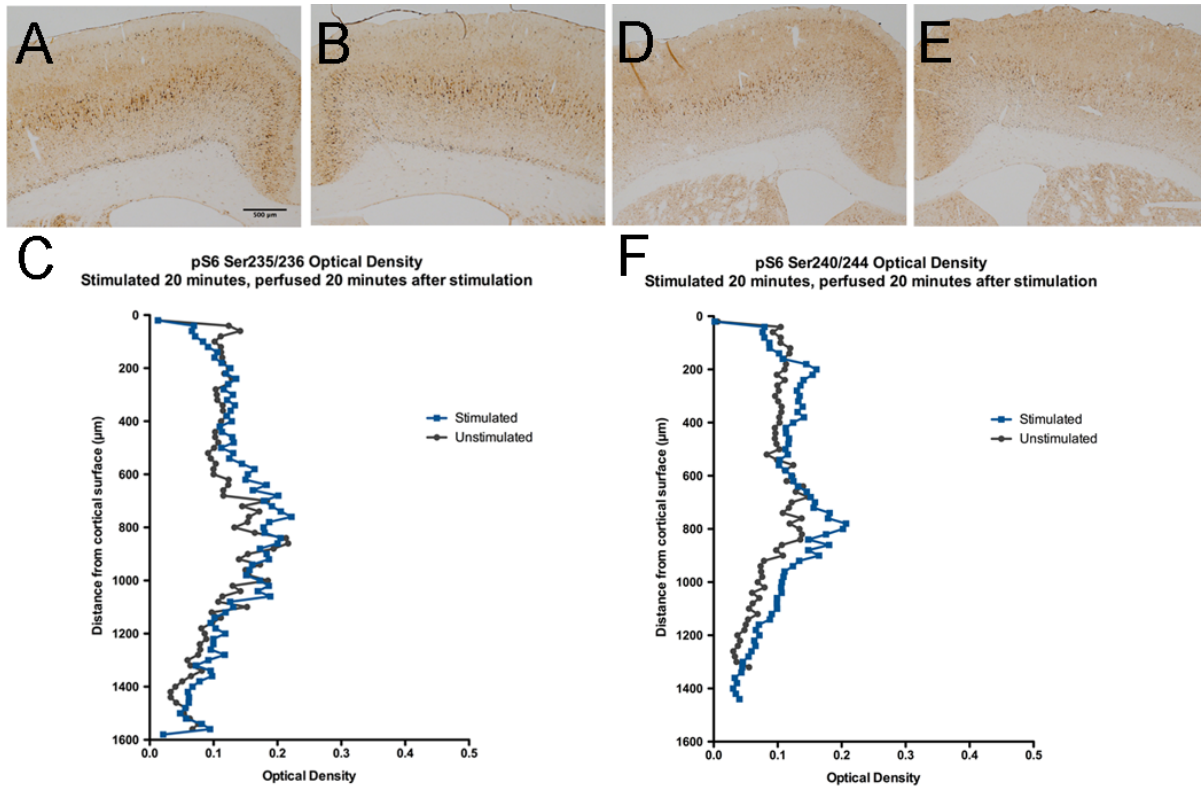 A
B
D
E
500 µm
C
pS6 Ser235/236 Optical Density
Stimulated 20 minutes, perfused 20 minutes after stimulation
0
200
400
600
800
1000
1200
1400
1600
Distance from cortical surface (µm)
0.0
0.1
0.2
0.3
0.4
0.5
Optical Density
Stimulated
Unstimulated
F
pS6 Ser240/244 Optical Density
Stimulated 20 minutes, perfused 20 minutes after stimulation
0
200
400
600
800
1000
1200
1400
1600
Distance from cortical surface (µm)
0.0
0.1
0.2
0.3
0.4
0.5
Optical Density
Stimulated
Unstimulated